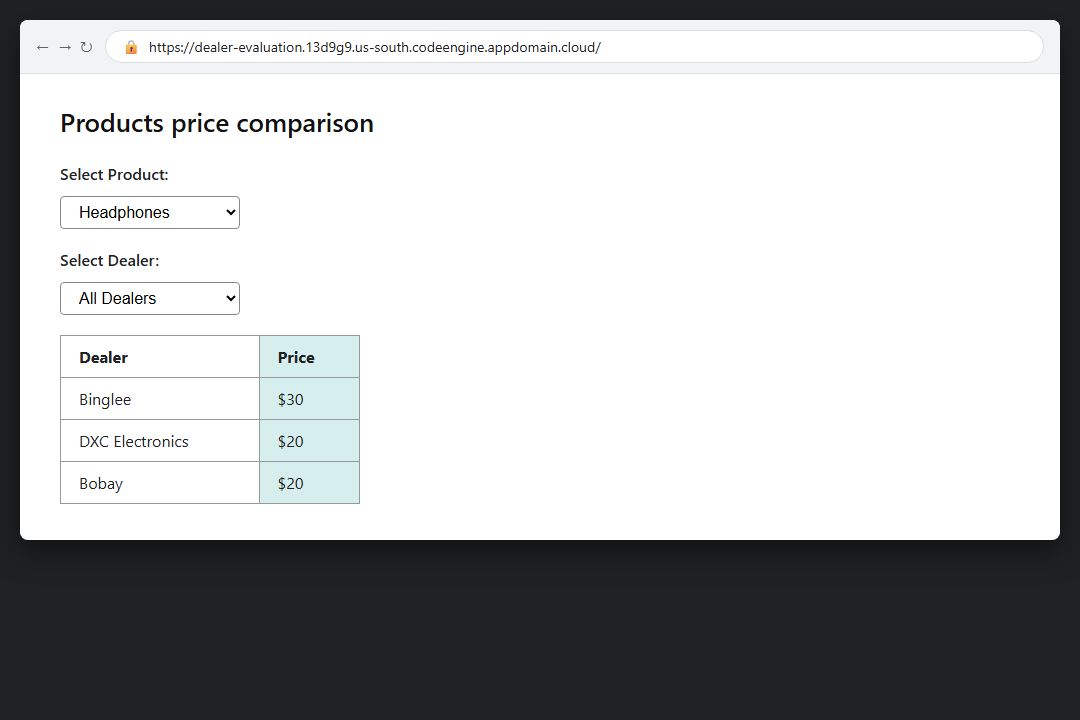 https://dealer-evaluation.13d9g9.us-south.codeengine.appdomain.cloud/
Products price comparison
Select Product:
Headphones
Select Dealer:
All Dealers
Dealer Price
Binglee $30
DXC Electronics $20
Bobay $20